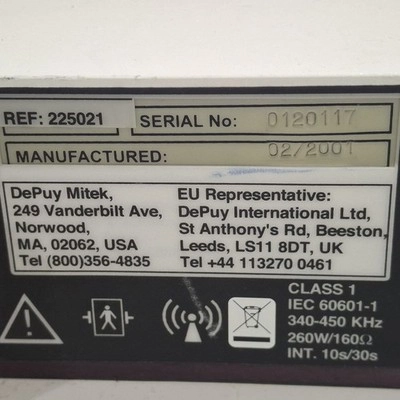 REF: 225021
SERIAL No: 0120117
MANUFACTURED: 02/2001
DePuy Mitek,
249 Vanderbilt Ave,
Norwood,
MA, 02062, USA
Tel (800)356-4835
EU Representative:
DePuy International Ltd,
St Anthony's Rd, Beeston,
Leeds, LS11 8DT, UK
Tel +44 113270 0461
CLASS 1
IEC 60601-1
340-450 KHz
260W/160Ω
INT. 10s/30s